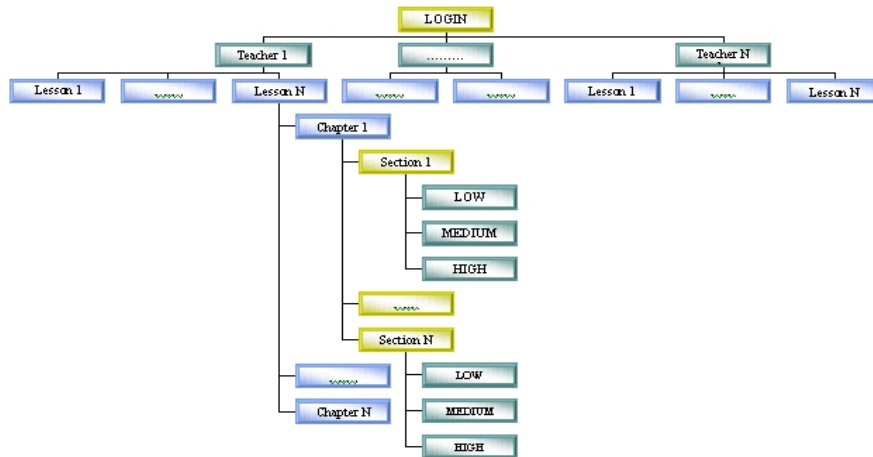 LOGIN
Teacher 1
.........
Teacher N
Lesson 1
Lesson N
Lesson 1
Lesson N
Chapter 1
Section 1
LOW
MEDIUM
HIGH
Section N
LOW
MEDIUM
HIGH
Chapter N